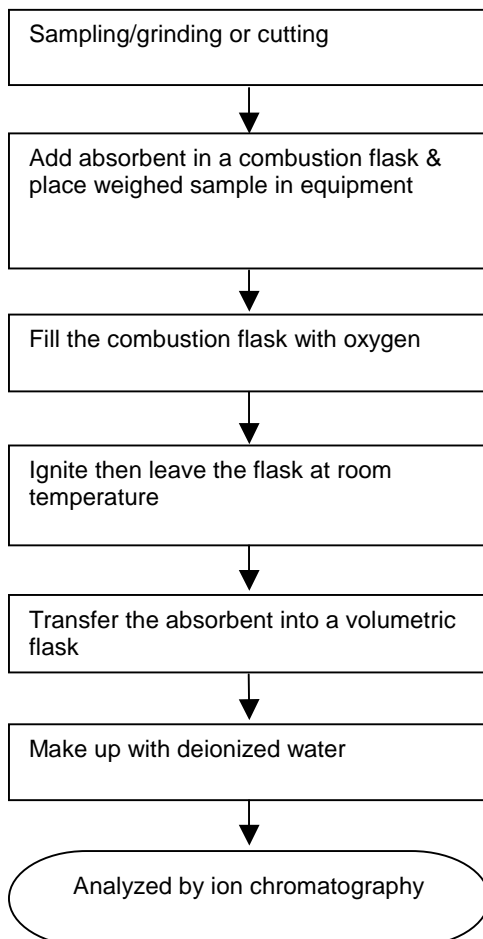 Sampling/grinding or cutting
Add absorbent in a combustion flask &
place weighed sample in equipment
Fill the combustion flask with oxygen
Ignite then leave the flask at room
temperature
Transfer the absorbent into a volumetric
flask
Make up with deionized water
Analyzed by ion chromatography